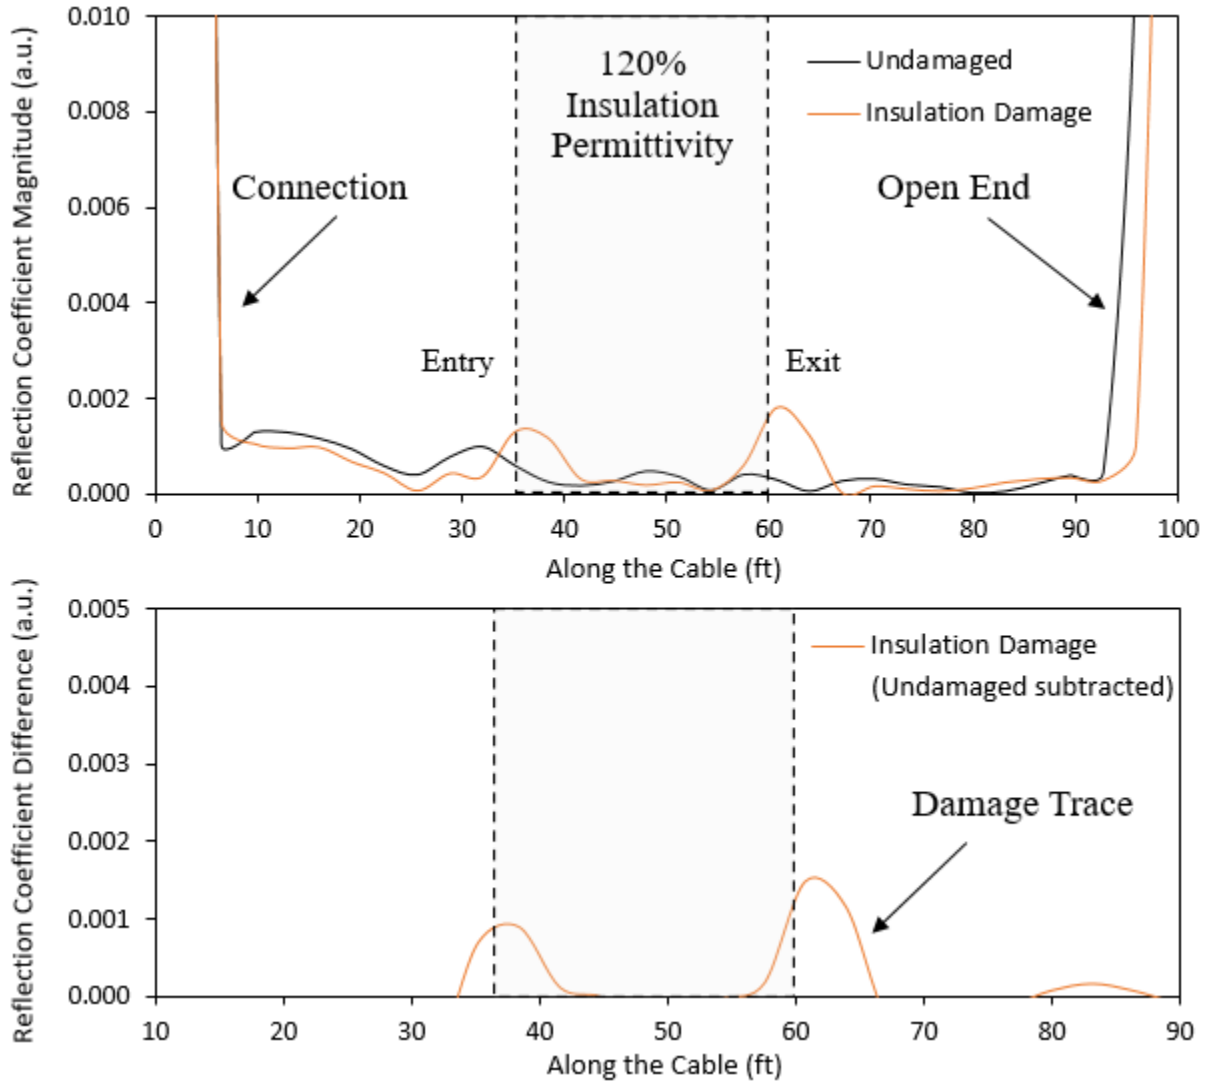 Reflection Coefficient Magnitude (a.u.)
0.010
0.008
0.006
0.004
0.002
0.000
120%
Insulation
Permittivity
Undamaged
Insulation Damage
Connection
Open End
Entry
Exit
0 10 20 30 40 50 60 70 80 90 100
Along the Cable (ft)
Reflection Coefficient Difference (a.u.)
0.005
0.004
0.003
0.002
0.001
0.000
Insulation Damage
(Undamaged subtracted)
Damage Trace
10 20 30 40 50 60 70 80 90
Along the Cable (ft)